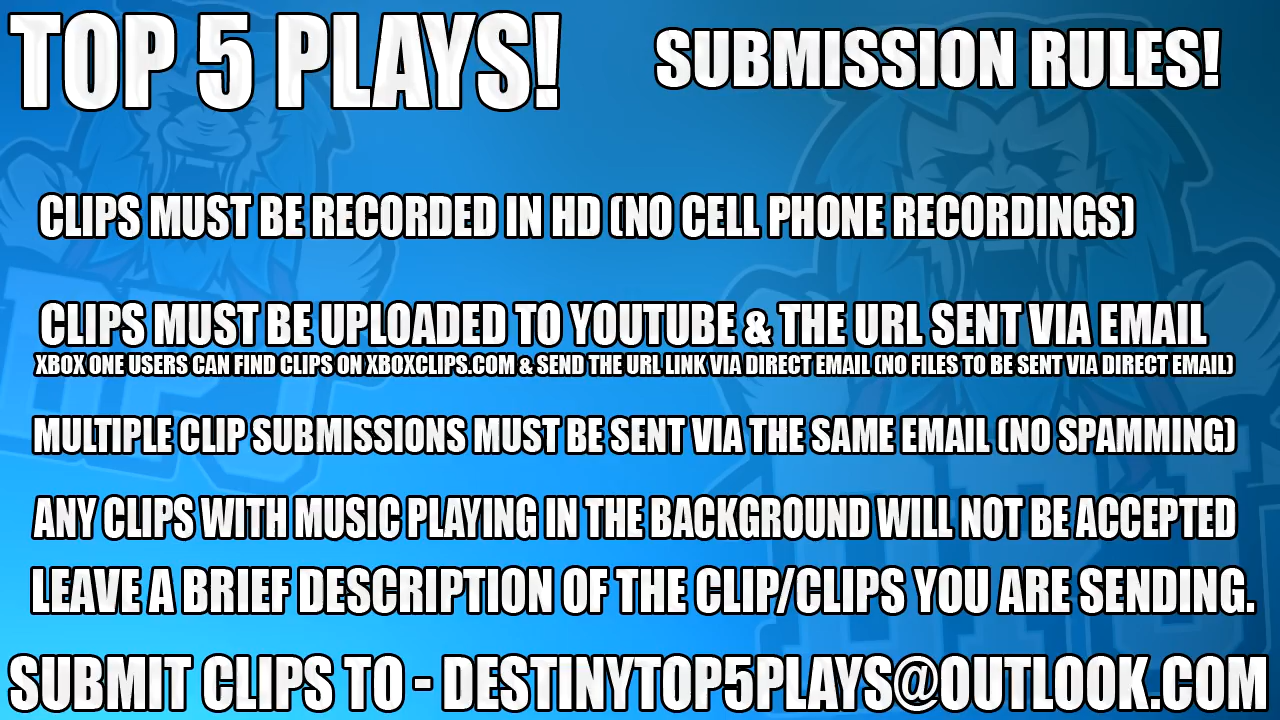 TOP 5 PLAYS!
SUBMISSION RULES!
CLIPS MUST BE RECORDED IN HD (NO CELL PHONE RECORDINGS)
CLIPS MUST BE UPLOADED TO YOUTUBE & THE URL SENT VIA EMAIL
XBOX ONE USERS CAN FIND CLIPS ON XBOXCLIPS.COM & SEND THE URL LINK VIA DIRECT EMAIL (NO FILES TO BE SENT VIA DIRECT EMAIL)
MULTIPLE CLIP SUBMISSIONS MUST BE SENT VIA THE SAME EMAIL (NO SPAMMING)
ANY CLIPS WITH MUSIC PLAYING IN THE BACKGROUND WILL NOT BE ACCEPTED
LEAVE A BRIEF DESCRIPTION OF THE CLIP/CLIPS YOU ARE SENDING.
SUBMIT CLIPS TO - DESTINYTOP5PLAYS@OUTLOOK.COM